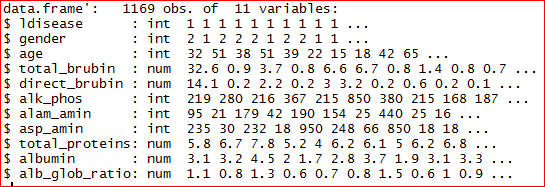 data.frame':   1169 obs. of  11 variables:
$ ldisease      : int  1 1 1 1 1 1 1 1 1 1 ...
$ gender        : int  2 1 2 2 2 1 2 2 1 1 ...
$ age           : int  32 51 38 51 39 22 15 18 42 65 ...
$ total_brubin  : num  32.6 0.9 3.7 0.8 6.6 6.7 0.8 1.4 0.8 0.7 ...
$ direct_brubin : num  14.1 0.2 2.2 0.2 3 3.2 0.2 0.6 0.2 0.1 ...
$ alk_phos      : int  219 280 216 367 215 850 380 215 168 187 ...
$ alam_amin     : int  95 21 179 42 190 154 25 440 25 16 ...
$ asp_amin      : int  235 30 232 18 950 248 66 850 18 18 ...
$ total_proteins: num  5.8 6.7 7.8 5.2 4 6.2 6.1 5 6.2 6.8 ...
$ albumin       : num  3.1 3.2 4.5 2 1.7 2.8 3.7 1.9 3.1 3.3 ...
$ alb_glob_ratio: num  1.1 0.8 1.3 0.6 0.7 0.8 1.5 0.6 1 0.9 ...